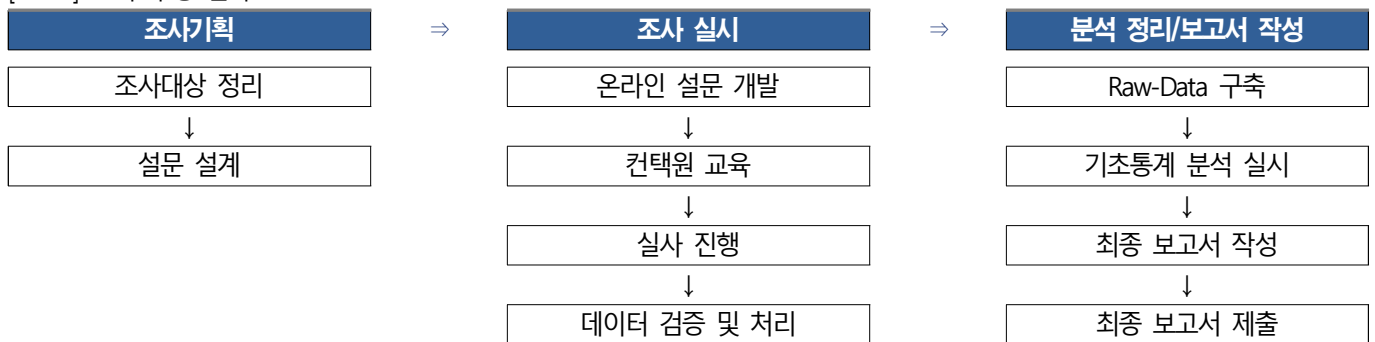 조사기획 ⇒ 조사 실시 ⇒ 분석 정리/보고서 작성
조사대상 정리 온라인 설문 개발 Raw-Data 구축
↓ ↓ ↓
설문 설계 컨택원 교육 기초통계 분석 실시
↓ ↓
실사 진행 최종 보고서 작성
↓ ↓
데이터 검증 및 처리 최종 보고서 제출